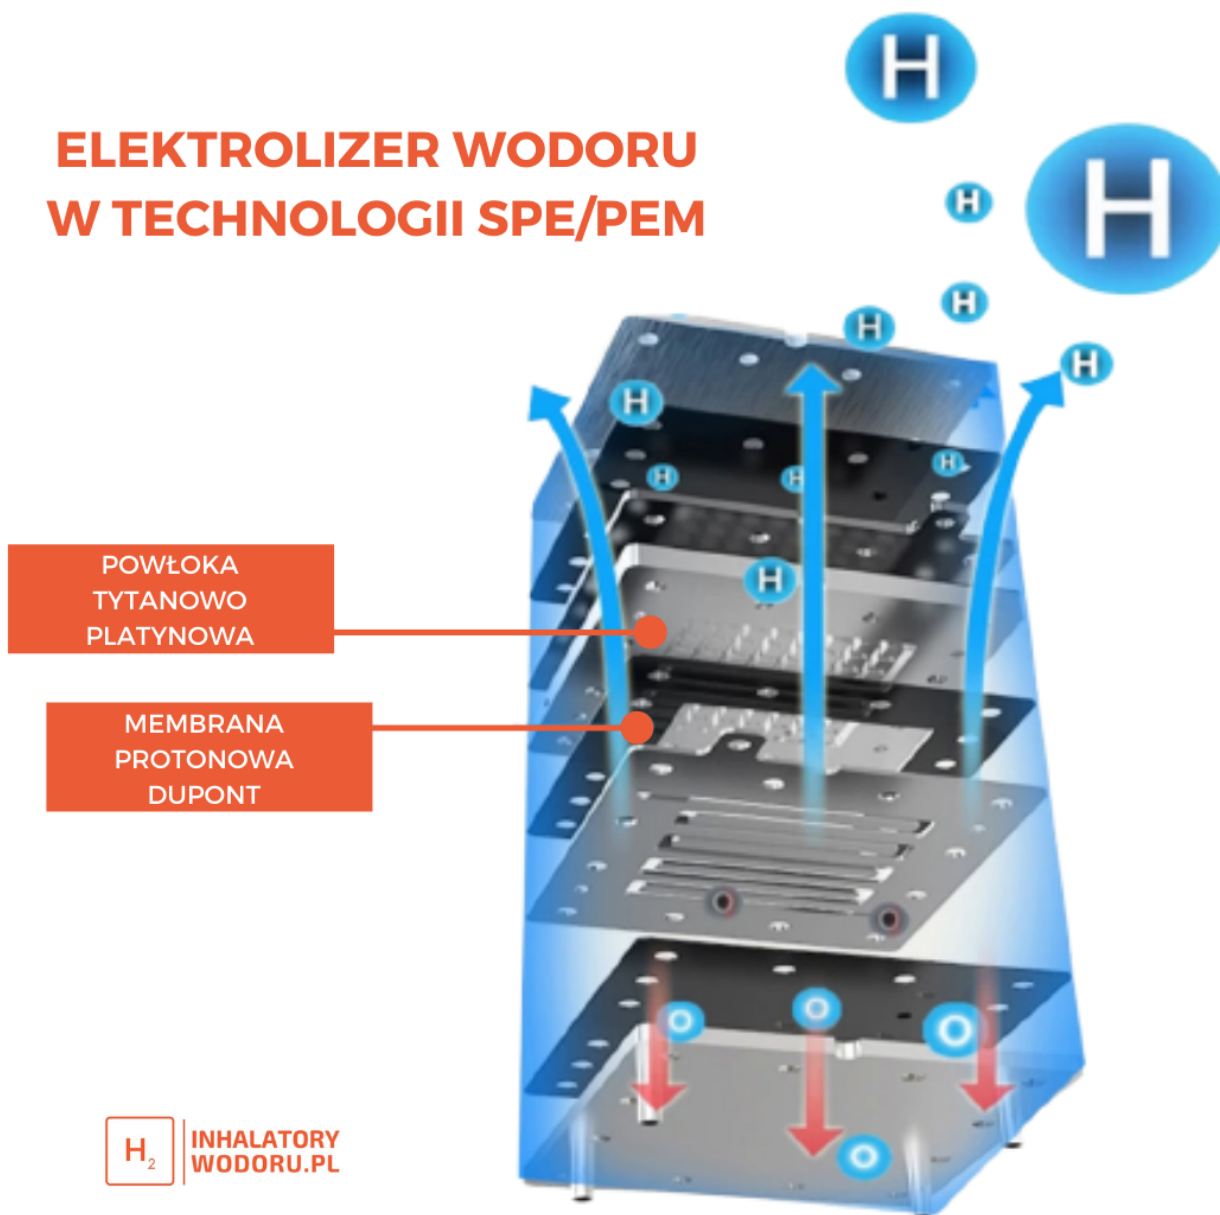 ELEKTROLIZER WODORU
W TECHNOLOGII SPE/PEM
H
H
H
H
H
H
H
H
H
H
H
POWŁOKA
TYTANOWO
PLATYNOWA
MEMBRANA
PROTONOWA
DUPONT
O
O
O
O
H2
INHALATORY
WODORU.PL